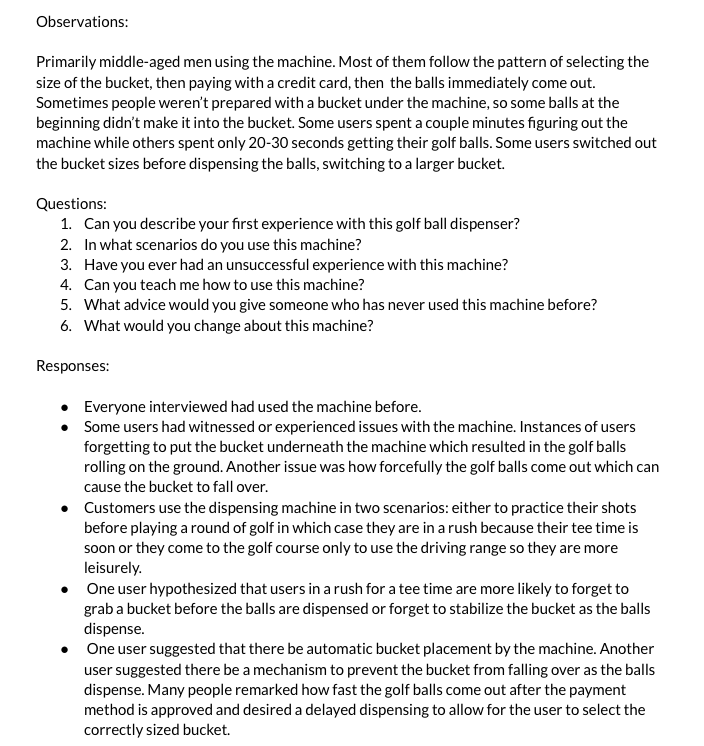 Observations:
Primarily middle-aged men using the machine. Most of them follow the pattern of selecting the
size of the bucket, then paying with a credit card, then  the balls immediately come out.
Sometimes people weren't prepared with a bucket under the machine, so some balls at the
beginning didn't make it into the bucket. Some users spent a couple minutes figuring out the
machine while others spent only 20-30 seconds getting their golf balls. Some users switched out
the bucket sizes before dispensing the balls, switching to a larger bucket.
Questions:
1. Can you describe your first experience with this golf ball dispenser?
2. In what scenarios do you use this machine?
3. Have you ever had an unsuccessful experience with this machine?
4. Can you teach me how to use this machine?
5. What advice would you give someone who has never used this machine before?
6. What would you change about this machine?
Responses:
● Everyone interviewed had used the machine before.
● Some users had witnessed or experienced issues with the machine. Instances of users
forgetting to put the bucket underneath the machine which resulted in the golf balls
rolling on the ground. Another issue was how forcefully the golf balls come out which can
cause the bucket to fall over.
● Customers use the dispensing machine in two scenarios: either to practice their shots
before playing a round of golf in which case they are in a rush because their tee time is
soon or they come to the golf course only to use the driving range so they are more
leisurely.
● One user hypothesized that users in a rush for a tee time are more likely to forget to
grab a bucket before the balls are dispensed or forget to stabilize the bucket as the balls
dispense.
● One user suggested that there be automatic bucket placement by the machine. Another
user suggested there be a mechanism to prevent the bucket from falling over as the balls
dispense. Many people remarked how fast the golf balls come out after the payment
method is approved and desired a delayed dispensing to allow for the user to select the
correctly sized bucket.